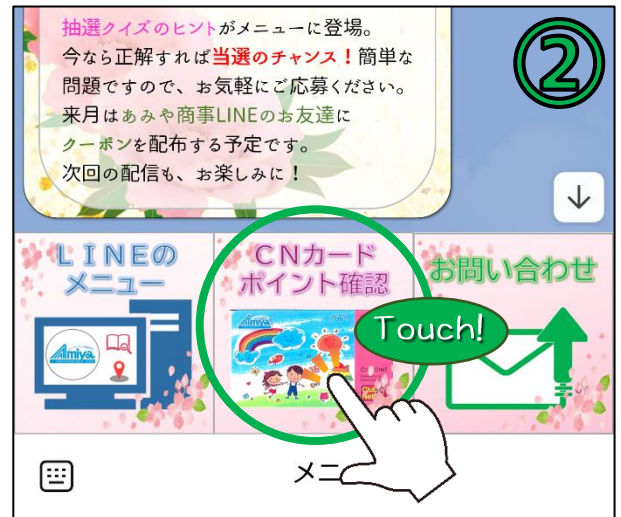 抽選クイズのヒントがメニューに登場。
今なら正解すれば当選のチャンス!簡単な
問題ですので、お気軽にご応募ください。
来月はあみや商事LINEのお友達に
クーポンを配布する予定です。
次回の配信も、お楽しみに!
②
LINEの
メニュー
Amiya
CNカード
ポイント確認
Touch!
お問い合わせ
メニ